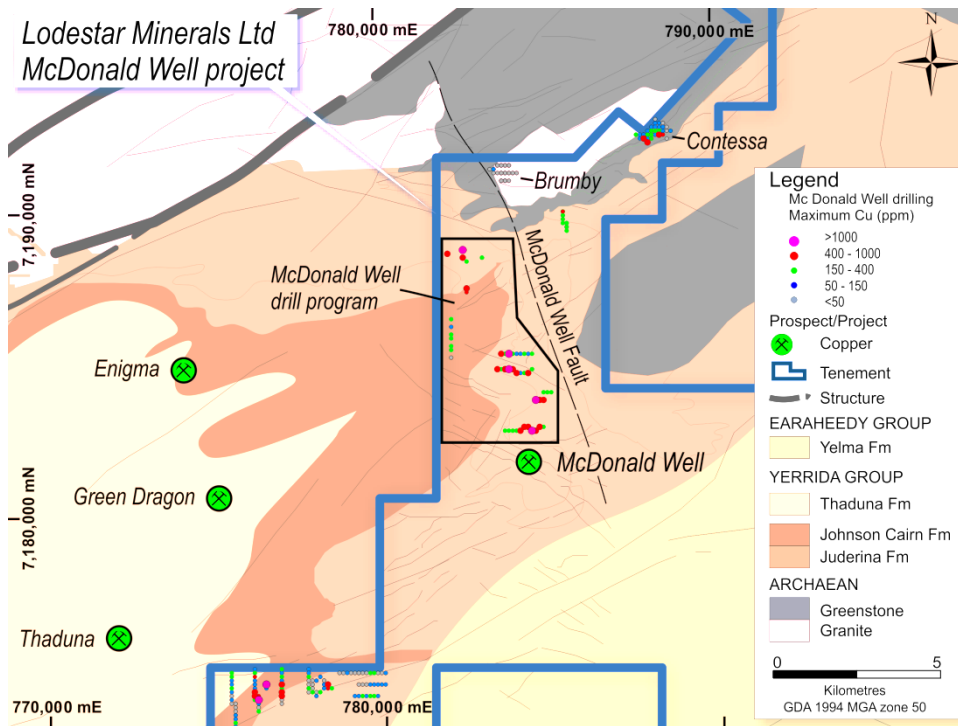 Lodestar Minerals Ltd
McDonald Well project
780,000 mE
790,000 mE
N
Contessa
Brumby
7,190,000 mN
McDonald Well Fault
McDonald Well
drill program
Enigma
McDonald Well
Green Dragon
7,180,000 mN
Thaduna
770,000 mE
780,000 mE
Legend
Mc Donald Well drilling
Maximum Cu (ppm)
>1000
400 - 1000
150 - 400
50 - 150
<50
Prospect/Project
Copper
Tenement
Structure
EARAHEEDY GROUP
Yelma Fm
YERRIDA GROUP
Thaduna Fm
Johnson Cairn Fm
Juderina Fm
ARCHAEAN
Greenstone
Granite
0 5
Kilometres
GDA 1994 MGA zone 50